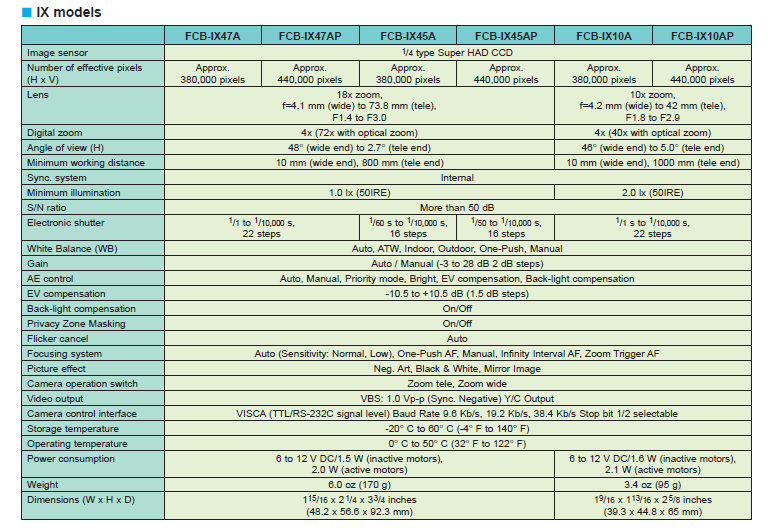 IX models
FCB-IX47A FCB-IX47AP FCB-IX45A FCB-IX45AP FCB-IX10A FCB-IX10AP
Image sensor 1/4 type Super HAD CCD
Number of effective pixels Approx. Approx. Approx. Approx. Approx. Approx.
(H x V) 380,000 pixels 440,000 pixels 380,000 pixels 440,000 pixels 380,000 pixels 440,000 pixels
Lens 18x zoom, 10x zoom,
f=4.1 mm (wide) to 73.8 mm (tele), f=4.2 mm (wide) to 42 mm (tele),
F1.4 to F3.0 F1.8 to F2.9
Digital zoom 4x (72x with optical zoom) 4x (40x with optical zoom)
Angle of view (H) 48° (wide end) to 2.7° (tele end) 46° (wide end) to 5.0° (tele end)
Minimum working distance 10 mm (wide end), 800 mm (tele end) 10 mm (wide end), 1000 mm (tele end)
Sync. system Internal
Minimum illumination 1.0 lx (50IRE) 2.0 lx (50IRE)
S/N ratio More than 50 dB
Electronic shutter 1/1 to 1/10,000 s, 1/60 s to 1/10,000 s, 1/50 to 1/10,000 s, 1/1 s to 1/10,000 s,
22 steps 16 steps 16 steps 22 steps
White Balance (WB) Auto, ATW, Indoor, Outdoor, One-Push, Manual
Gain Auto / Manual (-3 to 28 dB 2 dB steps)
AE control Auto, Manual, Priority mode, Bright, EV compensation, Back-light compensation
EV compensation -10.5 to +10.5 dB (1.5 dB steps)
Back-light compensation On/Off
Privacy Zone Masking On/Off
Flicker cancel Auto
Focusing system Auto (Sensitivity: Normal, Low), One-Push AF, Manual, Infinity Interval AF, Zoom Trigger AF
Picture effect Neg. Art, Black & White, Mirror Image
Camera operation switch Zoom tele, Zoom wide
Video output VBS: 1.0 Vp-p (Sync. Negative) Y/C Output
Camera control interface VISCA (TTL/RS-232C signal level) Baud Rate 9.6 Kb/s, 19.2 Kb/s, 38.4 Kb/s Stop bit 1/2 selectable
Storage temperature -20° C to 60° C (-4° F to 140° F)
Operating temperature 0° C to 50° C (32° F to 122° F)
Power consumption 6 to 12 V DC/1.5 W (inactive motors), 6 to 12 V DC/1.6 W (inactive motors),
2.0 W (active motors) 2.1 W (active motors)
Weight 6.0 oz (170 g) 3.4 oz (95 g)
Dimensions (W x H x D) 1 15/16 x 2 1/4 x 3 3/4 inches 1 9/16 x 1 13/16 x 2 5/8 inches
(48.2 x 56.6 x 92.3 mm) (39.3 x 44.8 x 65 mm)